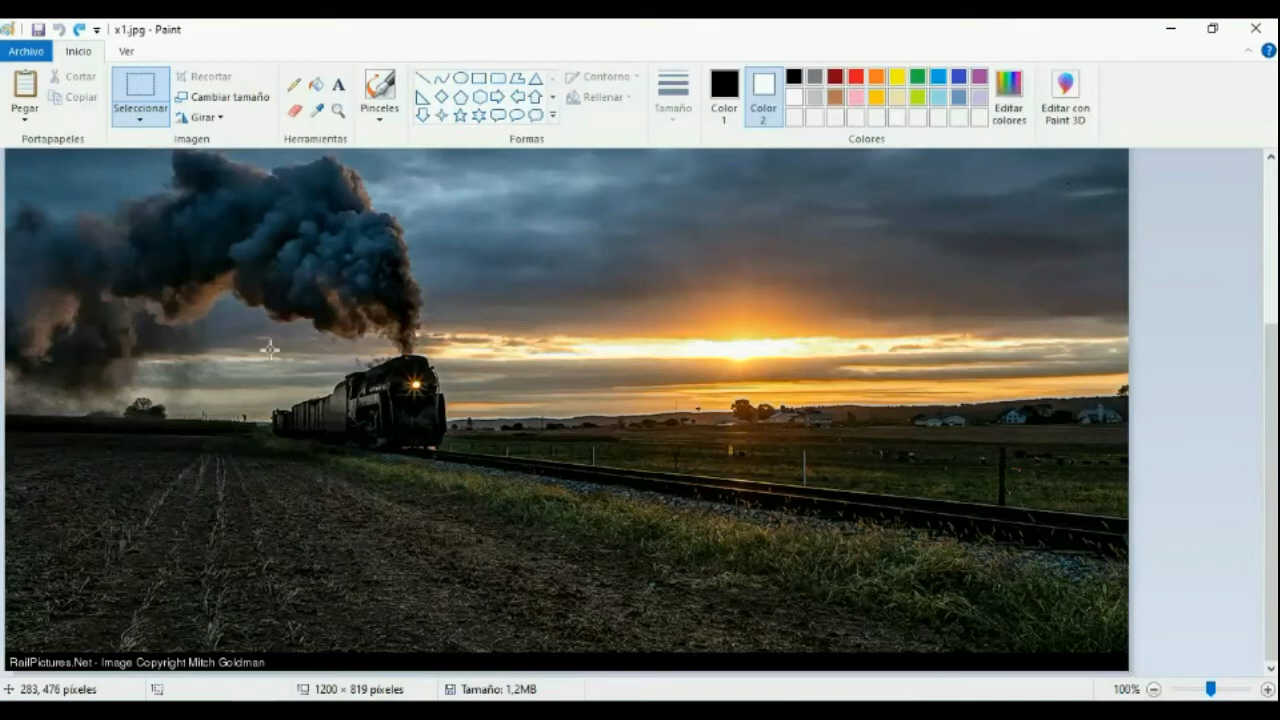 x1.jpg - Paint
Archivo Inicio Ver
Pegar
Cortar
Copiar
Portapapeles
Seleccionar
Recortar
Cambiar tamaño
Girar
Imagen
A
Herramientas
Pinceles
Contorno
Rellenar
Formas
Tamaño
Color
1
Color
2
Editar
colores
Colores
Editar con
Paint 3D
RailPictures.Net - Image Copyright Mitch Goldman
283, 476 píxeles
1200 × 819 píxeles
Tamaño: 1,2MB
100%